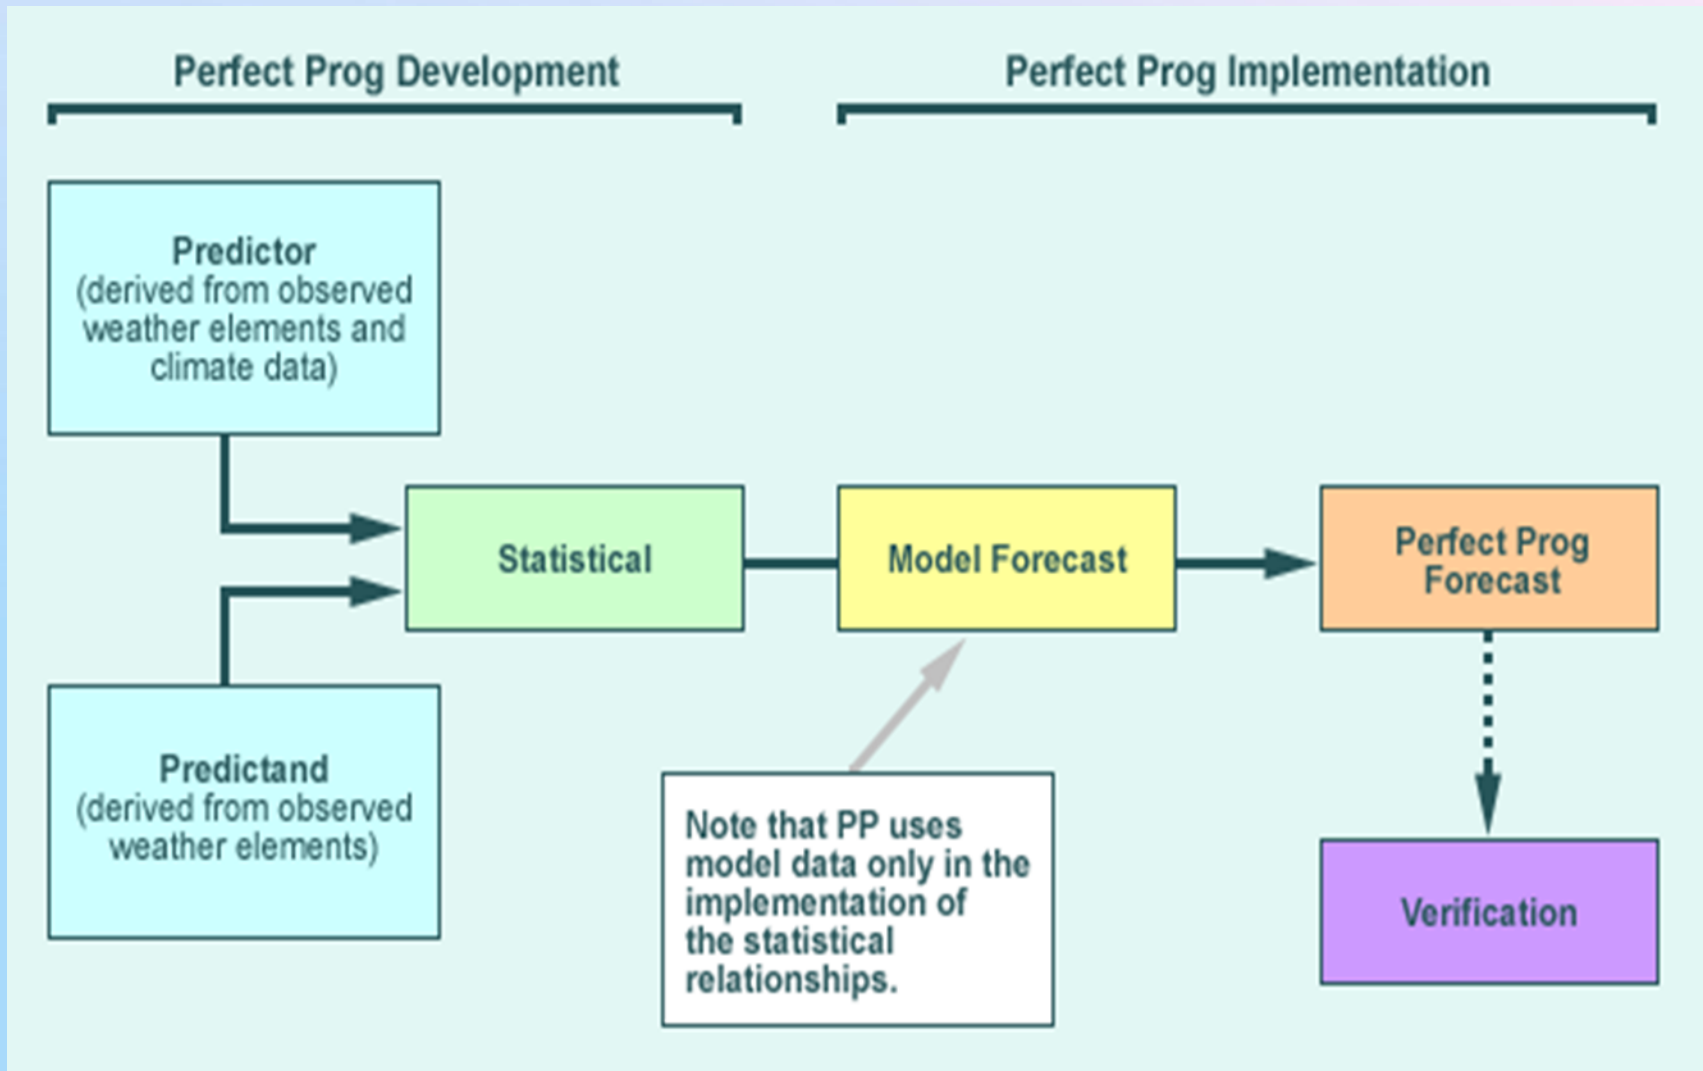 Perfect Prog Development
Perfect Prog Implementation
Predictor
(derived from observed
weather elements and
climate data)
Statistical
Model Forecast
Perfect Prog
Forecast
Predictand
(derived from observed
weather elements)
Note that PP uses
model data only in the
implementation of
the statistical
relationships.
Verification